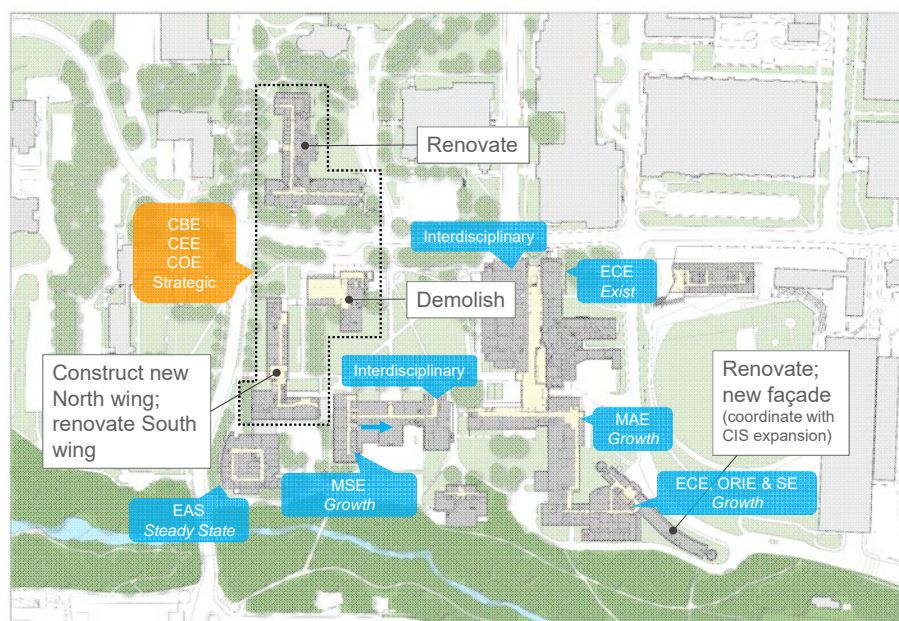 Renovate
CBE
CEE
COE
Strategic
Interdisciplinary
ECE
Exist
Demolish
Construct new
North wing;
renovate South
wing
Interdisciplinary
Renovate;
new façade
(coordinate with
CIS expansion)
MAE
Growth
MSE
Growth
ECE, ORIE & SE
Growth
EAS
Steady State